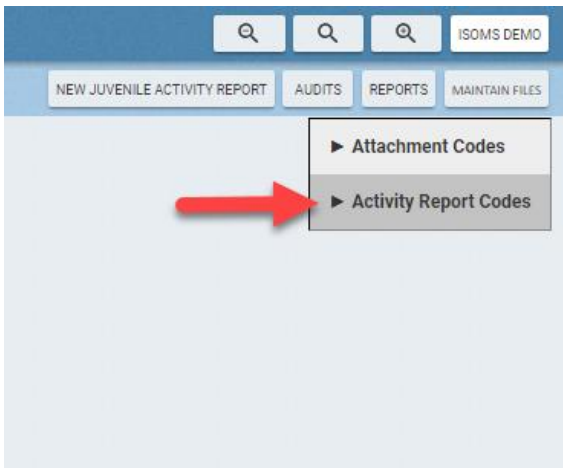 ISOMS DEMO
NEW JUVENILE ACTIVITY REPORT AUDITS REPORTS MAINTAIN FILES
► Attachment Codes
► Activity Report Codes